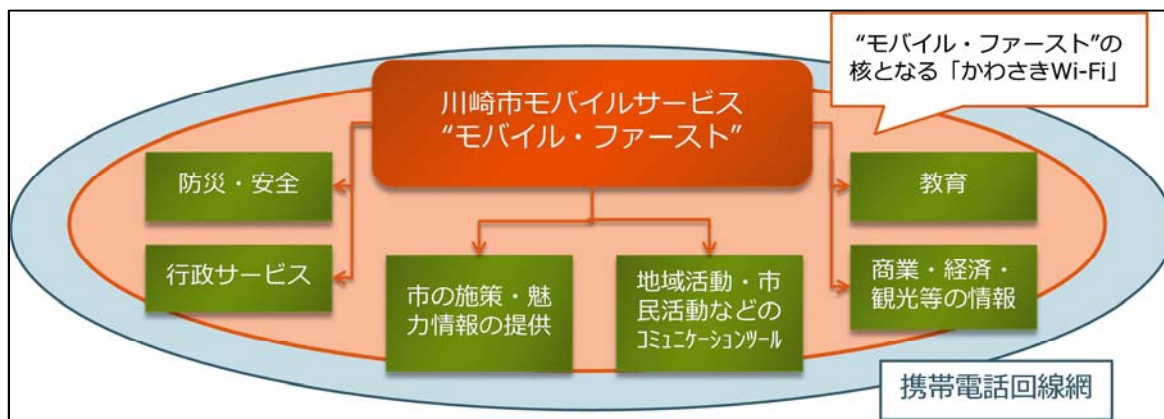 “モバイル・ファースト”の
核となる「かわさきWi-Fi」
川崎市モバイルサービス
“モバイル・ファースト”
防災・安全
行政サービス
市の施策・魅
力情報の提供
地域活動・市
民活動などの
ｺﾐｭﾆｹｰｼｮﾝﾂｰﾙ
教育
商業・経済・
観光等の情報
携帯電話回線網